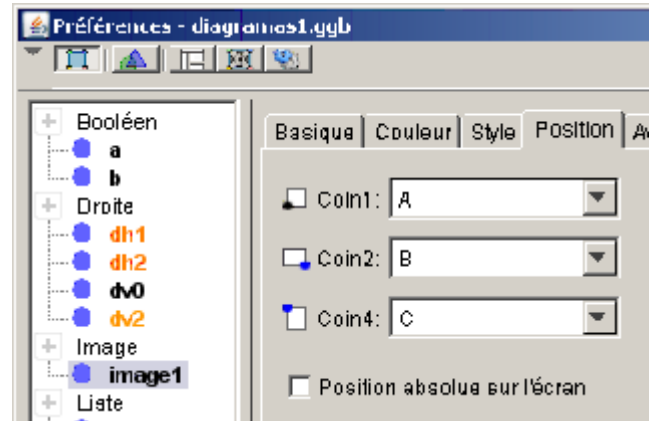 Préférences - diagramas1.ggb
Basique Couleur Style Position
Booléen
a
b
Droite
dh1
dh2
dv0
dv2
Image
image1
Liste
Coin1: A
Coin2: B
Coin4: C
Position absolue sur l'écran